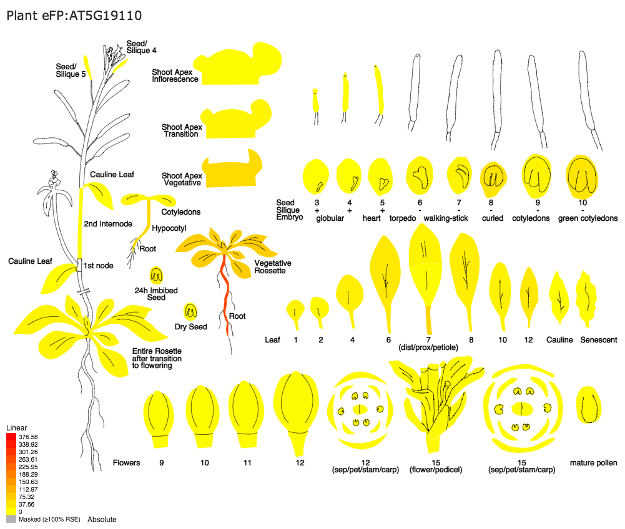 Plant eFP:AT5G19110
Seed/
Silique 4
Seed/
Silique 5
Shoot Apex
Inflorescence
Shoot Apex
Transition
Shoot Apex
Vegetative
Cauline Leaf
2nd Internode
Cotyledons
Hypocotyl
Root
Cauline Leaf
1st node
24h Imbibed
Seed
Dry Seed
Vegetative
Roesette
Root
Entire Rosette
after transition
to flowering
Seed 3 4 5 6 7 8 9 10
Silique + + + - - - - -
Embryo globular heart torpedo walking-stick curled cotyledons green cotyledons
Leaf 1 2 4 6 7 8 10 12 Cauline Senescent
(dist/prox/petiole)
Flowers 9 10 11 12 12 15 15 mature pollen
(sep/pet/stam/carp) (flower/pedicel) (sep/pet/stam/carp)
Linear
376.58
338.92
301.26
263.61
225.95
188.29
150.63
112.97
75.32
37.66
0
Masked (≥100% RSE) Absolute